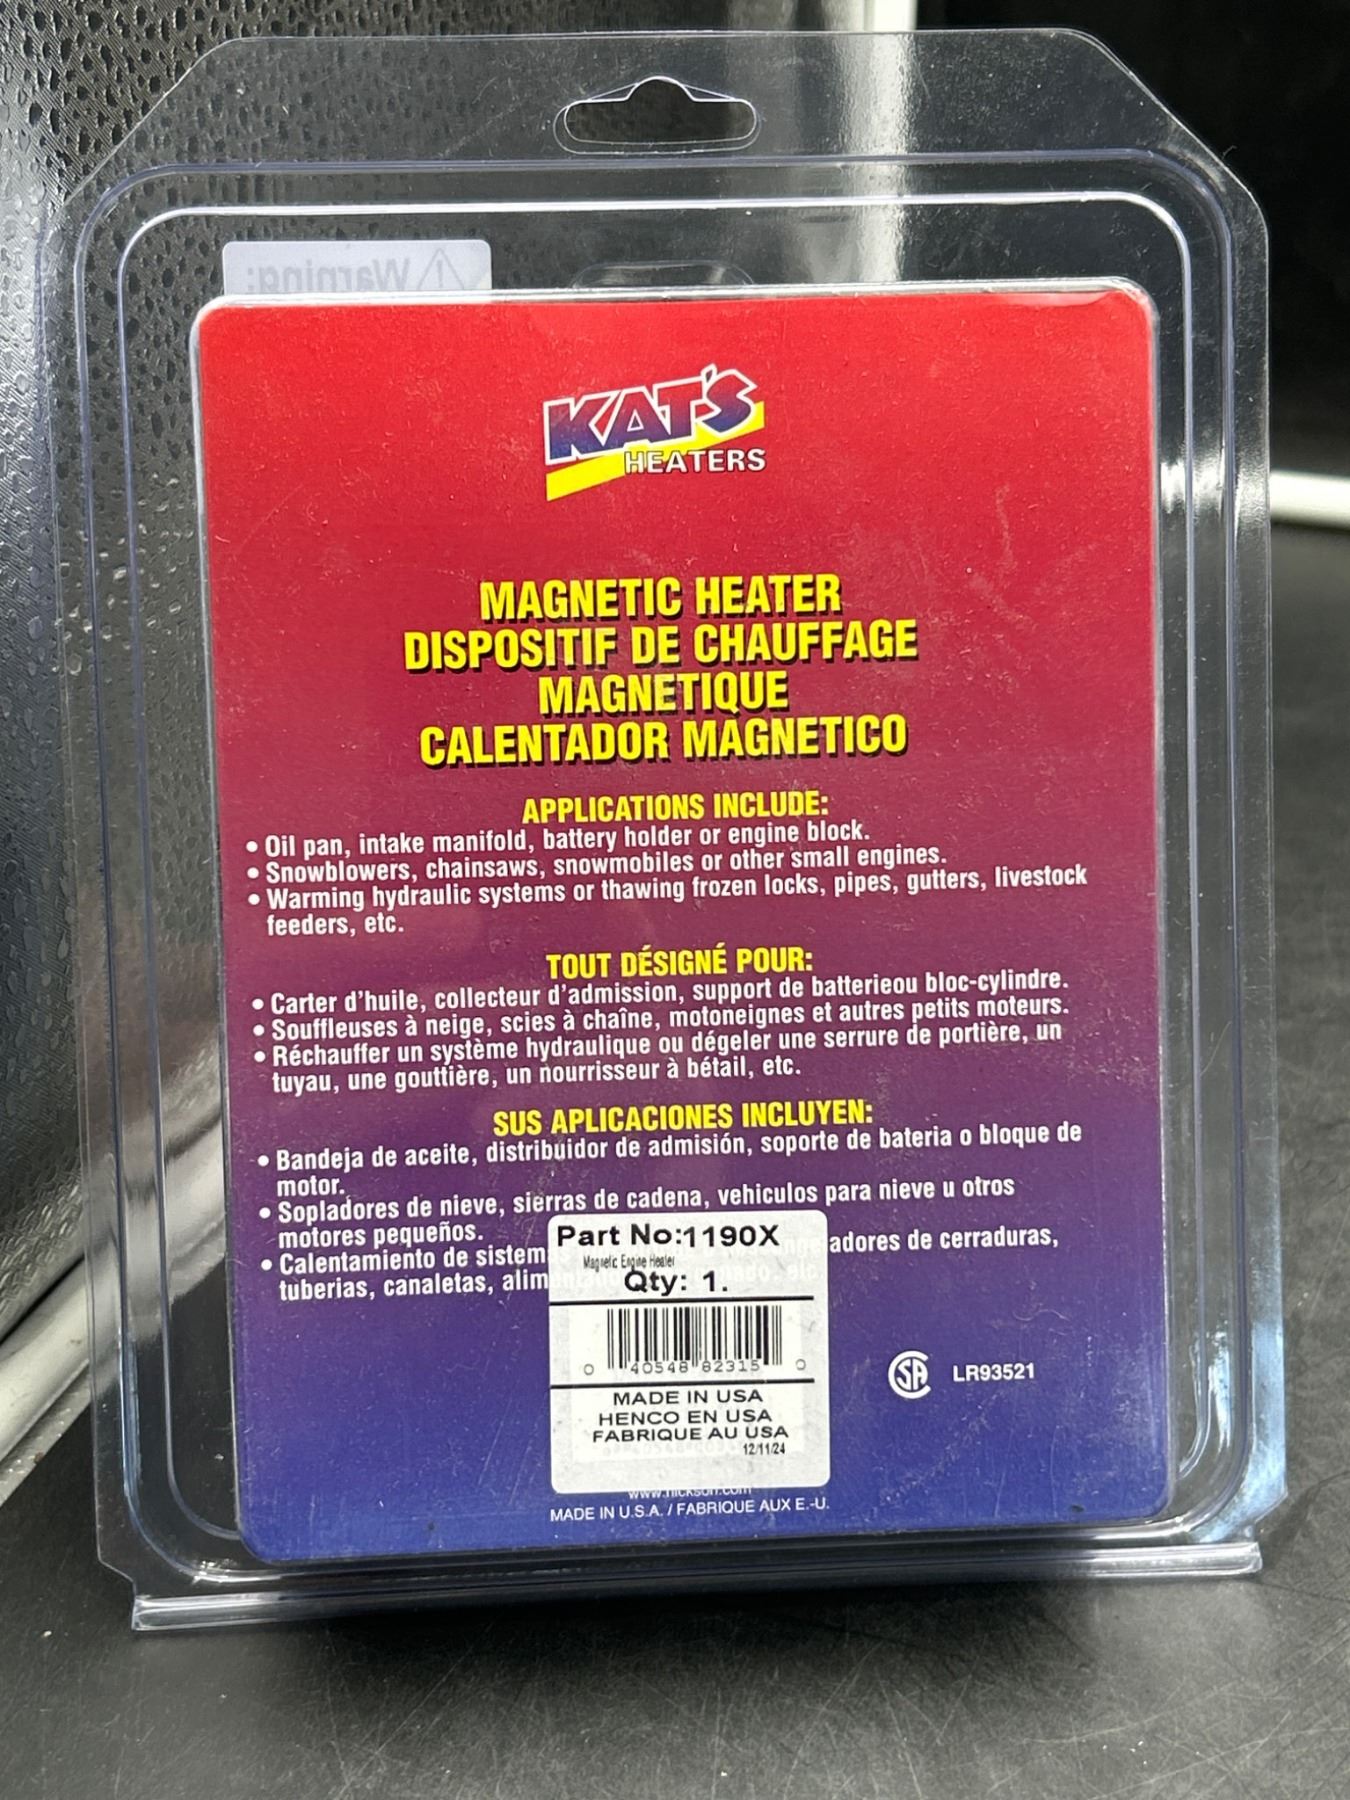 Warning:
KAT'S
HEATERS
MAGNETIC HEATER
DISPOSITIF DE CHAUFFAGE
MAGNETIQUE
CALENTADOR MAGNETICO
APPLICATIONS INCLUDE:
• Oil pan, intake manifold, battery holder or engine block.
• Snowblowers, chainsaws, snowmobiles or other small engines.
• Warming hydraulic systems or thawing frozen locks, pipes, gutters, livestock
feeders, etc.
TOUT DÉSIGNÉ POUR:
• Carter d'huile, collecteur d'admission, support de batterieou bloc-cylindre.
• Souffleuses à neige, scies à chaîne, motoneignes et autres petits moteurs.
• Réchauffer un système hydraulique ou dégeler une serrure de portière, un
tuyau, une gouttière, un nourrisseur à bétail, etc.
SUS APLICACIONES INCLUYEN:
• Bandeja de aceite, distribuidor de admisión, soporte de bateria o bloque de
motor.
• Sopladores de nieve, sierras de cadena, vehiculos para nieve u otros
motores pequeños.
• Calentamiento de sistem adores de cerraduras,
tuberias, canaletas, alim
Part No:1190X
Magnetic Engine Heater
Qty: 1.
0 40548 82315 0
MADE IN USA
HENCO EN USA
FABRIQUE AU USA
12/11/24
SA LR93521
MADE IN U.S.A. / FABRIQUE AUX E.-U.